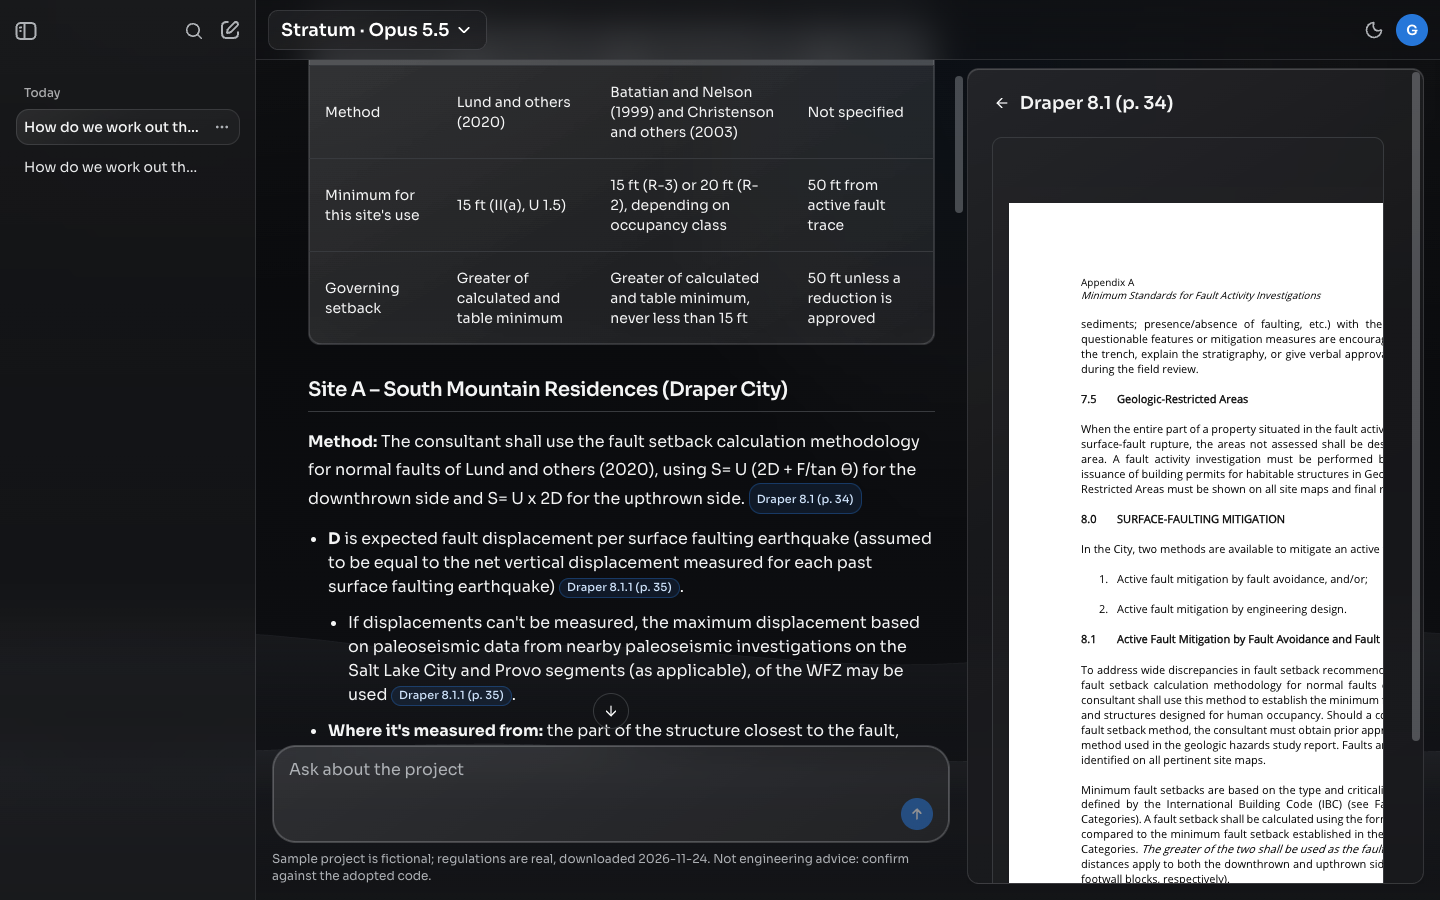 Stratum · Opus 5.5
G
Today
How do we work out th...
How do we work out th...
Method
Lund and others
(2020)
Batatian and Nelson
(1999) and Christenson
and others (2003)
Not specified
Minimum for
this site's use
15 ft (II(a), U 1.5)
15 ft (R-3) or 20 ft (R-
2), depending on
occupancy class
50 ft from
active fault
trace
Governing
setback
Greater of
calculated and
table minimum
Greater of calculated
and table minimum,
never less than 15 ft
50 ft unless a
reduction is
approved
Site A – South Mountain Residences (Draper City)
Method: The consultant shall use the fault setback calculation methodology
for normal faults of Lund and others (2020), using S= U (2D + F/tan Θ) for the
downthrown side and S= U x 2D for the upthrown side. Draper 8.1 (p. 34)
• D is expected fault displacement per surface faulting earthquake (assumed
to be equal to the net vertical displacement measured for each past
surface faulting earthquake) Draper 8.1.1 (p. 35).
• If displacements can't be measured, the maximum displacement based
on paleoseismic data from nearby paleoseismic investigations on the
Salt Lake City and Provo segments (as applicable), of the WFZ may be
used Draper 8.1.1 (p. 35).
• Where it's measured from: the part of the structure closest to the fault,
Ask about the project
Sample project is fictional; regulations are real, downloaded 2026-11-24. Not engineering advice: confirm
against the adopted code.
Draper 8.1 (p. 34)
Appendix A
Minimum Standards for Fault Activity Investigations
sediments; presence/absence of faulting, etc.) with the
questionable features or mitigation measures are encourag
the trench, explain the stratigraphy, or give verbal approva
during the field review.
7.5 Geologic-Restricted Areas
When the entire part of a property situated in the fault activ
surface-fault rupture, the areas not assessed shall be des
area. A fault activity investigation must be performed b
issuance of building permits for habitable structures in Geo
Restricted Areas must be shown on all site maps and final r
8.0 SURFACE-FAULTING MITIGATION
In the City, two methods are available to mitigate an active
1. Active fault mitigation by fault avoidance, and/or;
2. Active fault mitigation by engineering design.
8.1 Active Fault Mitigation by Fault Avoidance and Fault
To address wide discrepancies in fault setback recommenc
fault setback calculation methodology for normal faults
consultant shall use this method to establish the minimum
and structures designed for human occupancy. Should a co
fault setback method, the consultant must obtain prior appr
method used in the geologic hazards study report. Faults ar
identified on all pertinent site maps.
Minimum fault setbacks are based on the type and criticali
defined by the International Building Code (IBC) (see Fa
Categories). A fault setback shall be calculated using the forn
compared to the minimum fault setback established in the
Categories. The greater of the two shall be used as the fault
distances apply to both the downthrown and upthrown sid
footwall blocks, respectively).